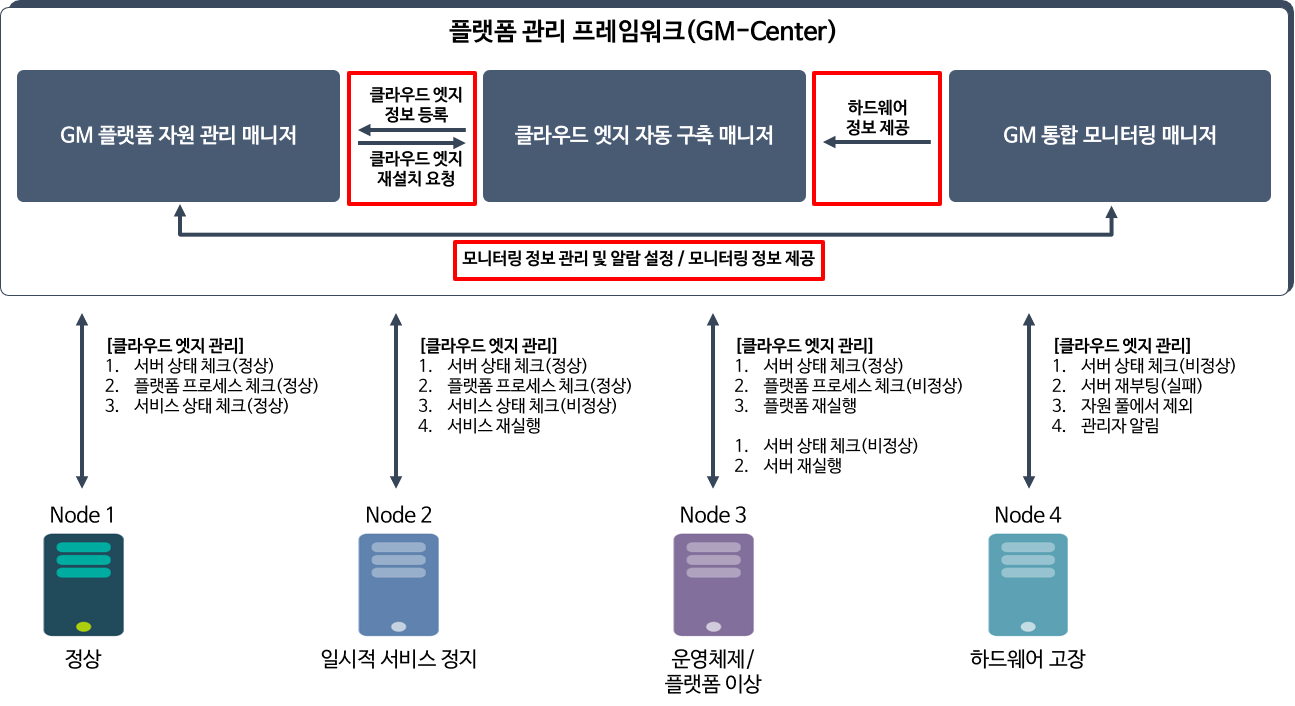 플랫폼 관리 프레임워크(GM-Center)
GM 플랫폼 자원 관리 매니저
클라우드 엣지
정보 등록
클라우드 엣지
재설치 요청
클라우드 엣지 자동 구축 매니저
하드웨어
정보 제공
GM 통합 모니터링 매니저
모니터링 정보 관리 및 알람 설정 / 모니터링 정보 제공
[클라우드 엣지 관리]
1. 서버 상태 체크(정상)
2. 플랫폼 프로세스 체크(정상)
3. 서비스 상태 체크(정상)
[클라우드 엣지 관리]
1. 서버 상태 체크(정상)
2. 플랫폼 프로세스 체크(정상)
3. 서비스 상태 체크(비정상)
4. 서비스 재실행
[클라우드 엣지 관리]
1. 서버 상태 체크(정상)
2. 플랫폼 프로세스 체크(비정상)
3. 플랫폼 재실행
1. 서버 상태 체크(비정상)
2. 서버 재실행
[클라우드 엣지 관리]
1. 서버 상태 체크(비정상)
2. 서버 재부팅(실패)
3. 자원 풀에서 제외
4. 관리자 알림
Node 1
정상
Node 2
일시적 서비스 정지
Node 3
운영체제/
플랫폼 이상
Node 4
하드웨어 고장